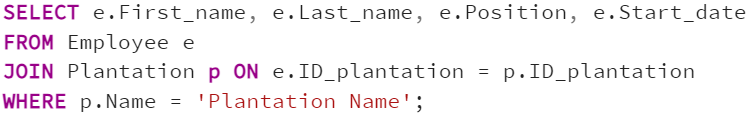 SELECT e.First_name, e.Last_name, e.Position, e.Start_date
FROM Employee e
JOIN Plantation p ON e.ID_plantation = p.ID_plantation
WHERE p.Name = 'Plantation Name';